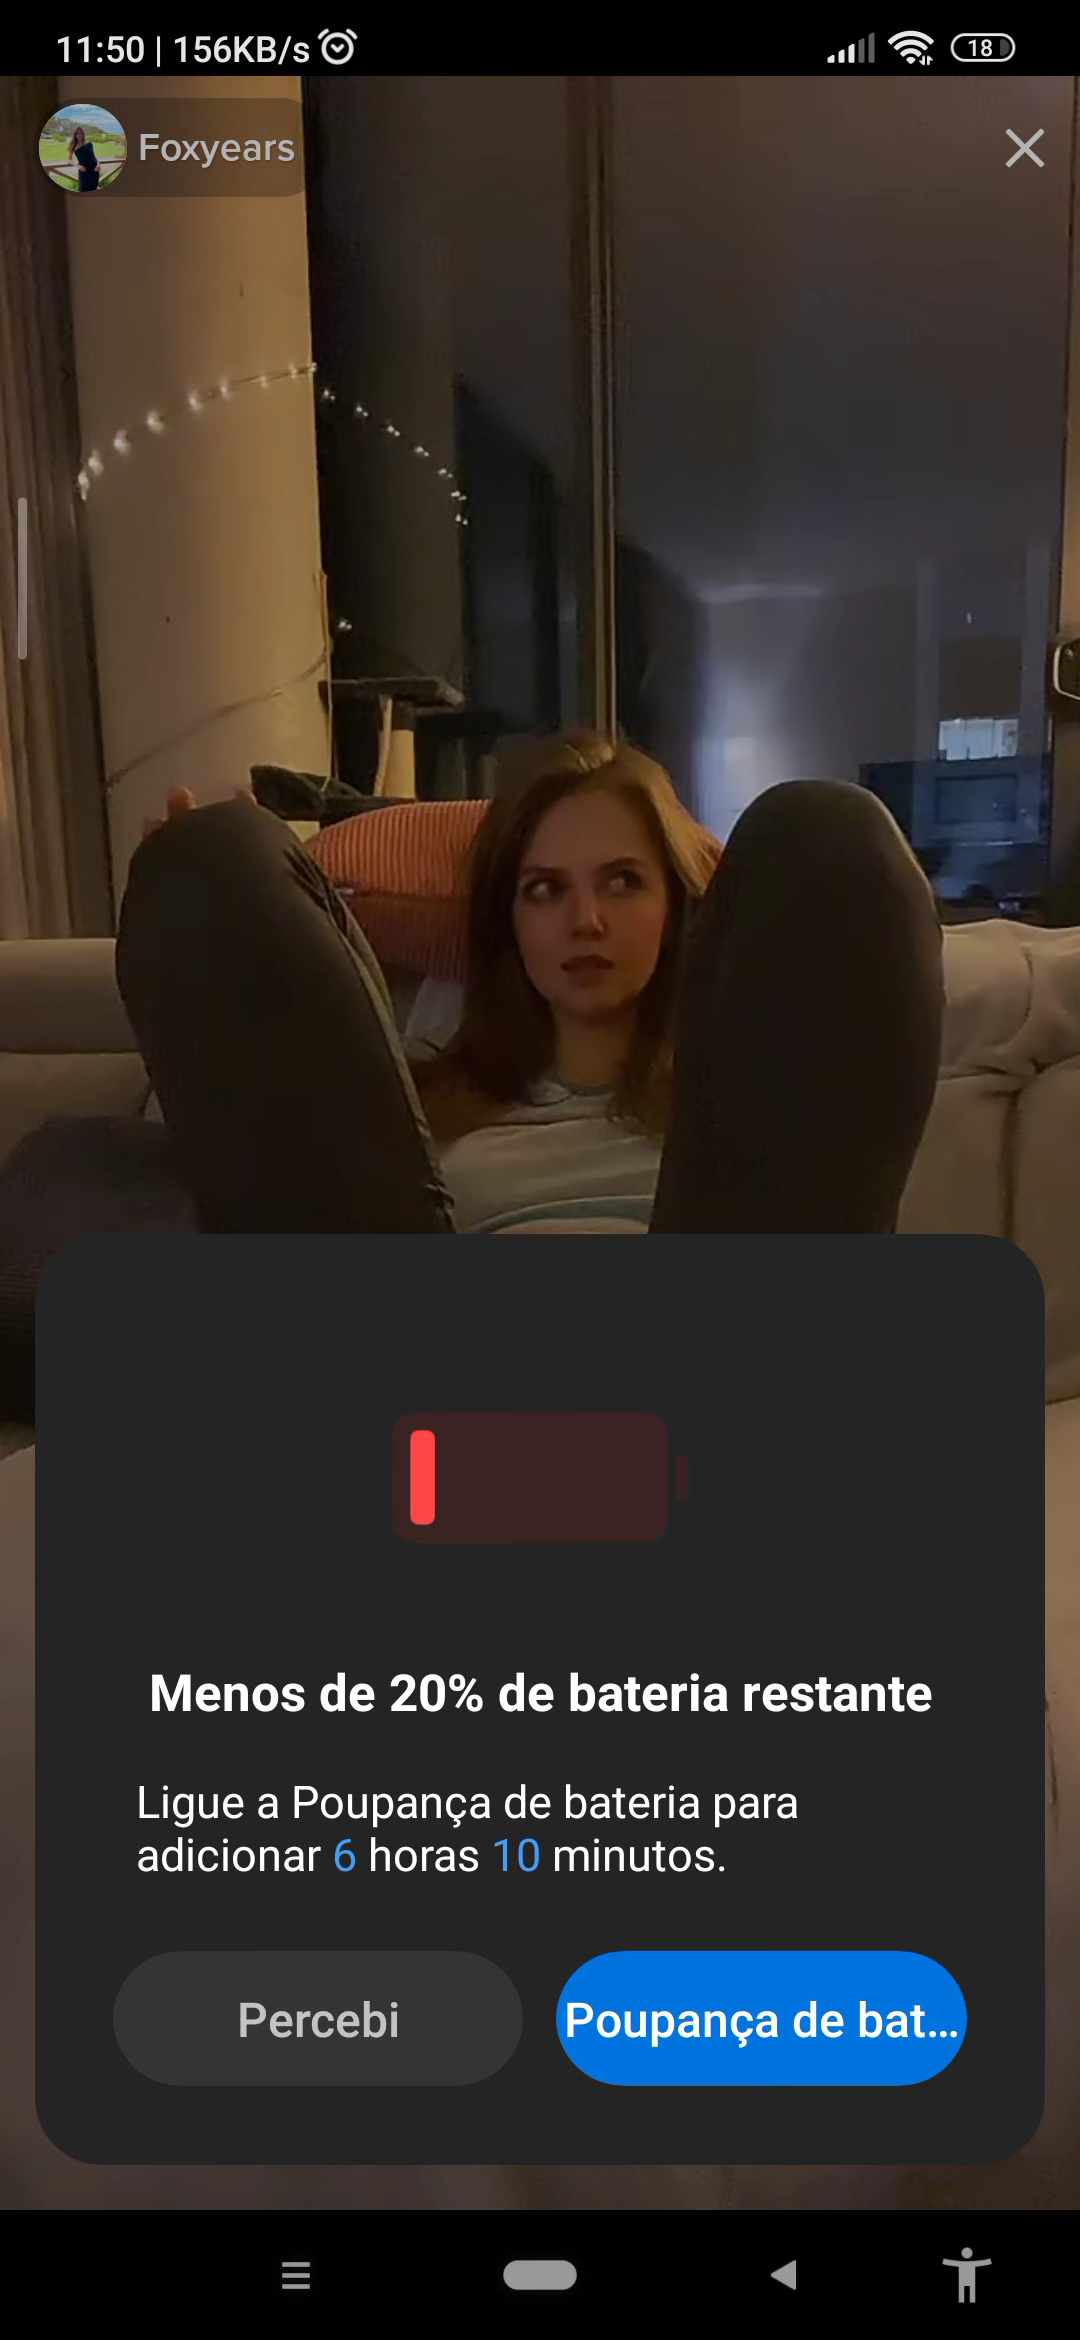 11:50 | 156KB/s
18
Foxyears
Menos de 20% de bateria restante
Ligue a Poupança de bateria para
adicionar 6 horas 10 minutos.
Percebi
Poupança de bat...